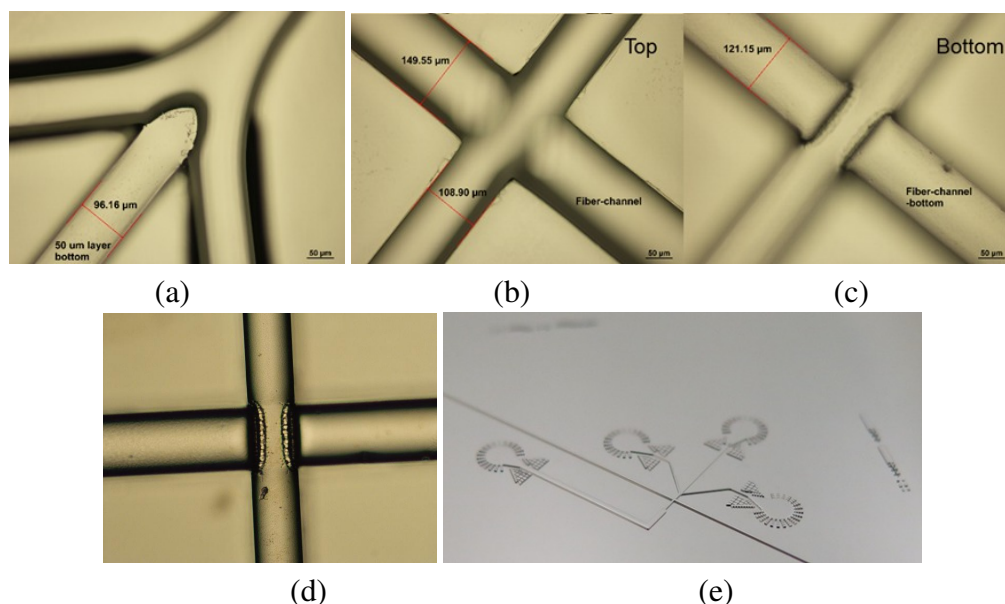 96.16 µm
50 um layer
bottom
50 µm
149.55 µm
Top
108.90 µm
Fiber-channel
50 µm
121.15 µm
Bottom
Fiber-channel
-bottom
50 µm
(a)
(b)
(c)
(d)
(e)